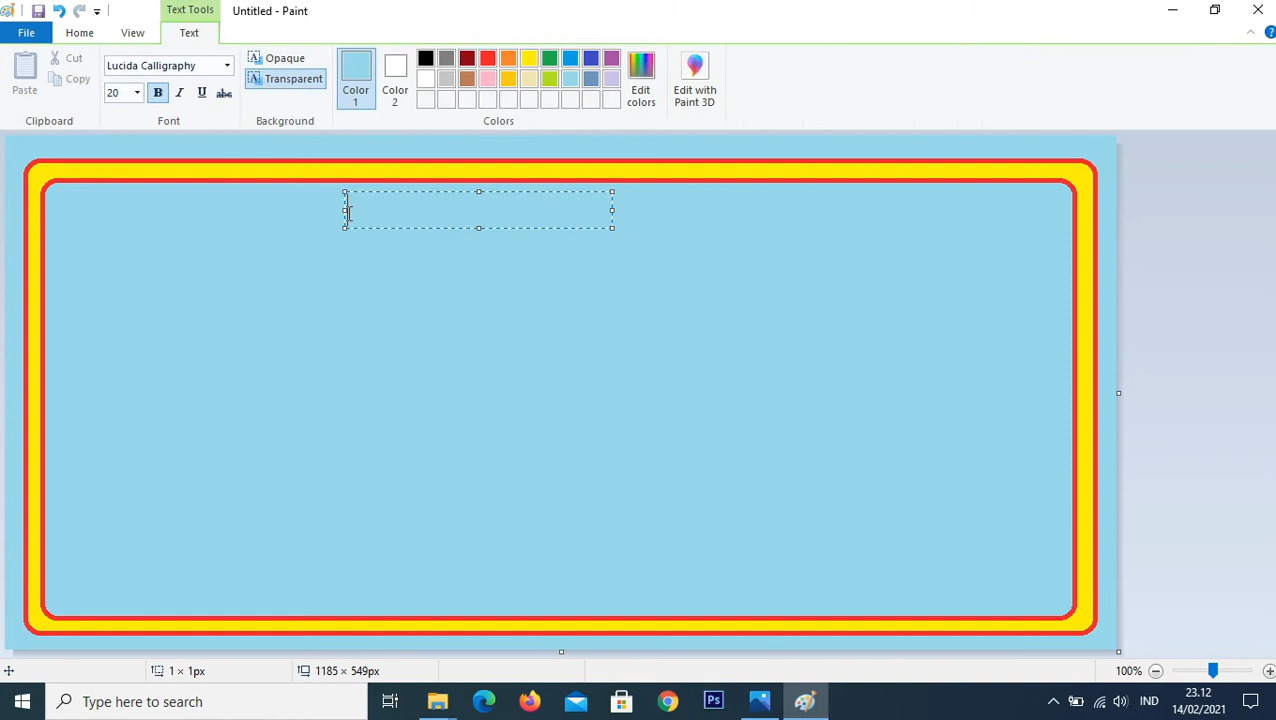 Text Tools
Untitled - Paint
File
Home
View
Text
Paste
Cut
Copy
Clipboard
Lucida Calligraphy
20
B
I
U
abc
Font
A
Opaque
A
Transparent
Background
Color
1
Color
2
Edit
colors
Colors
Edit with
Paint 3D
1 × 1px
1185 × 549px
100%
Type here to search
Ps
IND
23.12
14/02/2021